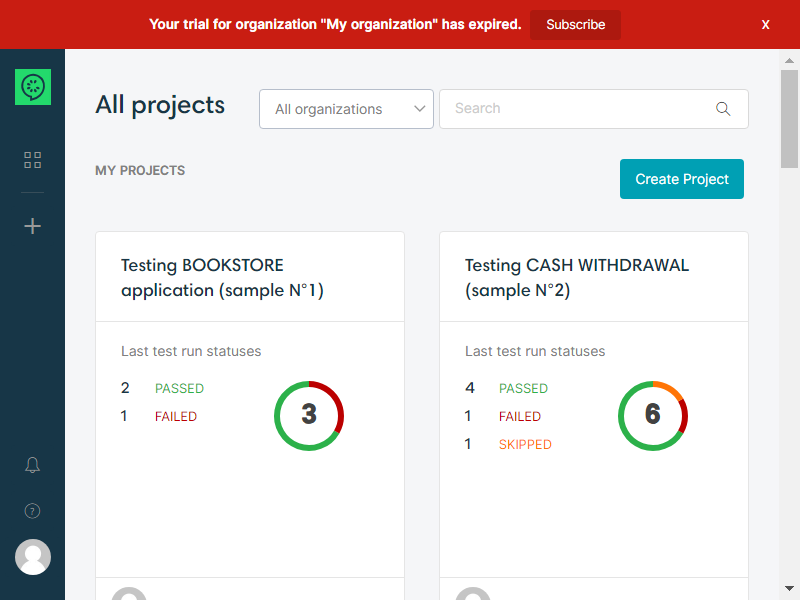 Your trial for organization "My organization" has expired. Subscribe X
All projects All organizations Search
MY PROJECTS Create Project
Testing BOOKSTORE
application (sample N°1)
Last test run statuses
2 PASSED
1 FAILED
3
Testing CASH WITHDRAWAL
(sample N°2)
Last test run statuses
4 PASSED
1 FAILED
1 SKIPPED
6
?